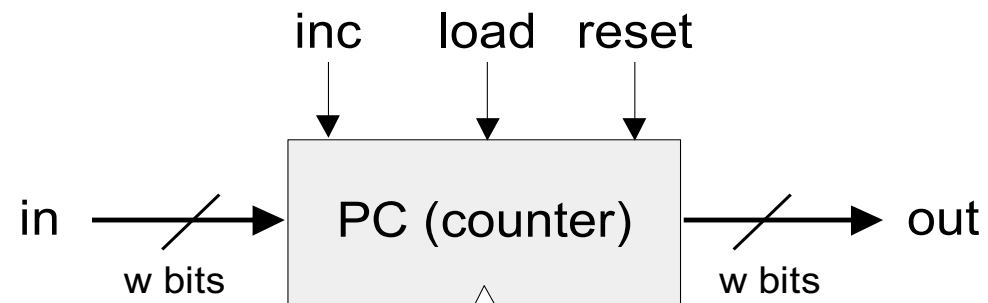 inc load reset
in PC (counter) out
w bits w bits